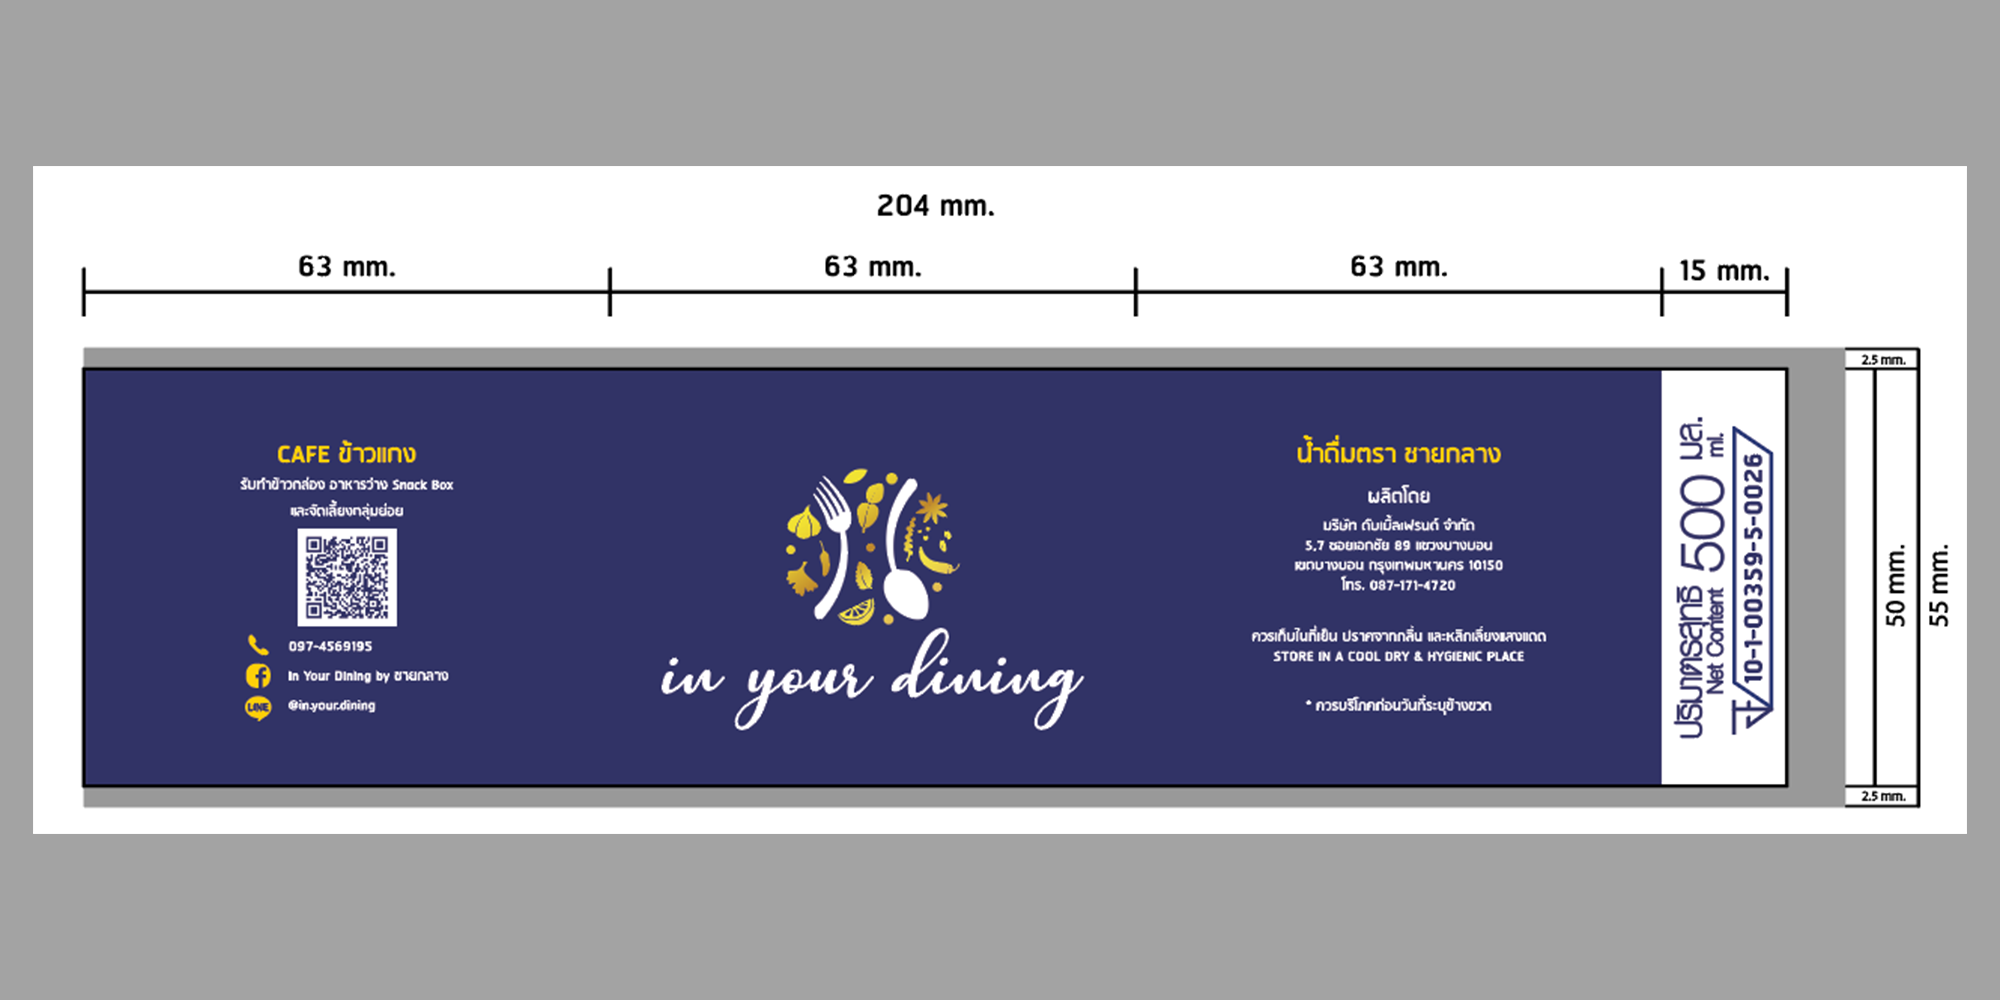 204 mm.
63 mm.
63 mm.
63 mm.
15 mm.
2.5 mm.
CAFE ข้าวแกง
รับทำข้าวกล่อง อาหารว่าง Snack Box
และจัดเลี้ยงกลุ่มย่อย
097-4569195
In Your Dining by ชายกลาง
LINE
@in.your.dining
in your dining
น้ำดื่มตรา ชายกลาง
ผลิตโดย
บริษัท ดับเบิ้ลเฟรนด์ จำกัด
5,7 ซอยเอกชัย 89 แขวงบางบอน
เขตบางบอน กรุงเทพมหานคร 10150
โทร. 087-171-4720
ควรเก็บในที่เย็น ปราศจากกลิ่น และหลีกเลี่ยงแสงแดด
STORE IN A COOL DRY & HYGIENIC PLACE
* ควรบริโภคก่อนวันที่ระบุข้างขวด
ปริมาตรสุทธิ 500 มล.
Net Content ml.
อย
10-1-00359-5-0026
50 mm.
55 mm.
2.5 mm.